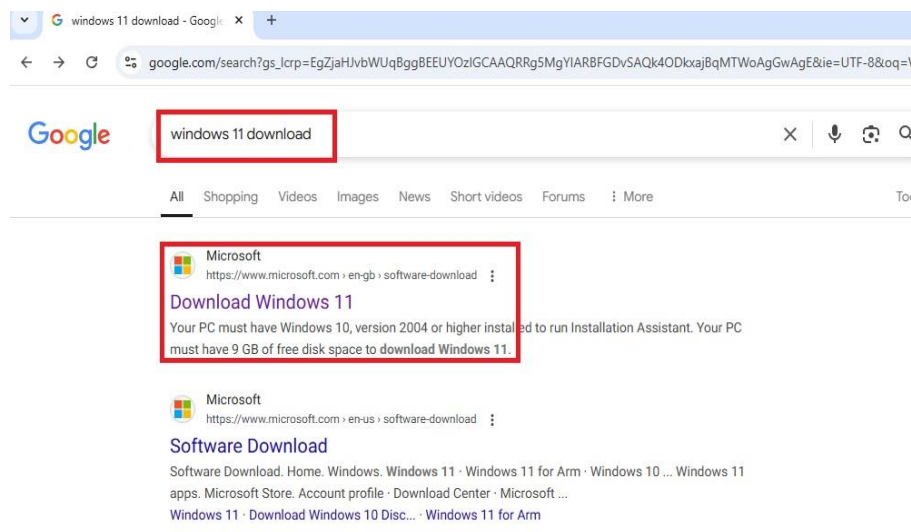 windows 11 download - Google
google.com/search?gs_lcrp=EgZjaHJvbWUqBggBEEUYOzIGCAAQRRg5MgYIARBFGDvSAQk4ODkxajBqMTWoAgGwAgE&ie=UTF-8&oq=
Google
windows 11 download
All Shopping Videos Images News Short videos Forums More
Microsoft
https://www.microsoft.com › en-gb › software-download
Download Windows 11
Your PC must have Windows 10, version 2004 or higher installed to run Installation Assistant. Your PC
must have 9 GB of free disk space to download Windows 11.
Microsoft
https://www.microsoft.com › en-us › software-download
Software Download
Software Download. Home. Windows. Windows 11 · Windows 11 for Arm · Windows 10 ... Windows 11
apps. Microsoft Store. Account profile · Download Center · Microsoft ...
Windows 11 · Download Windows 10 Disc... · Windows 11 for Arm